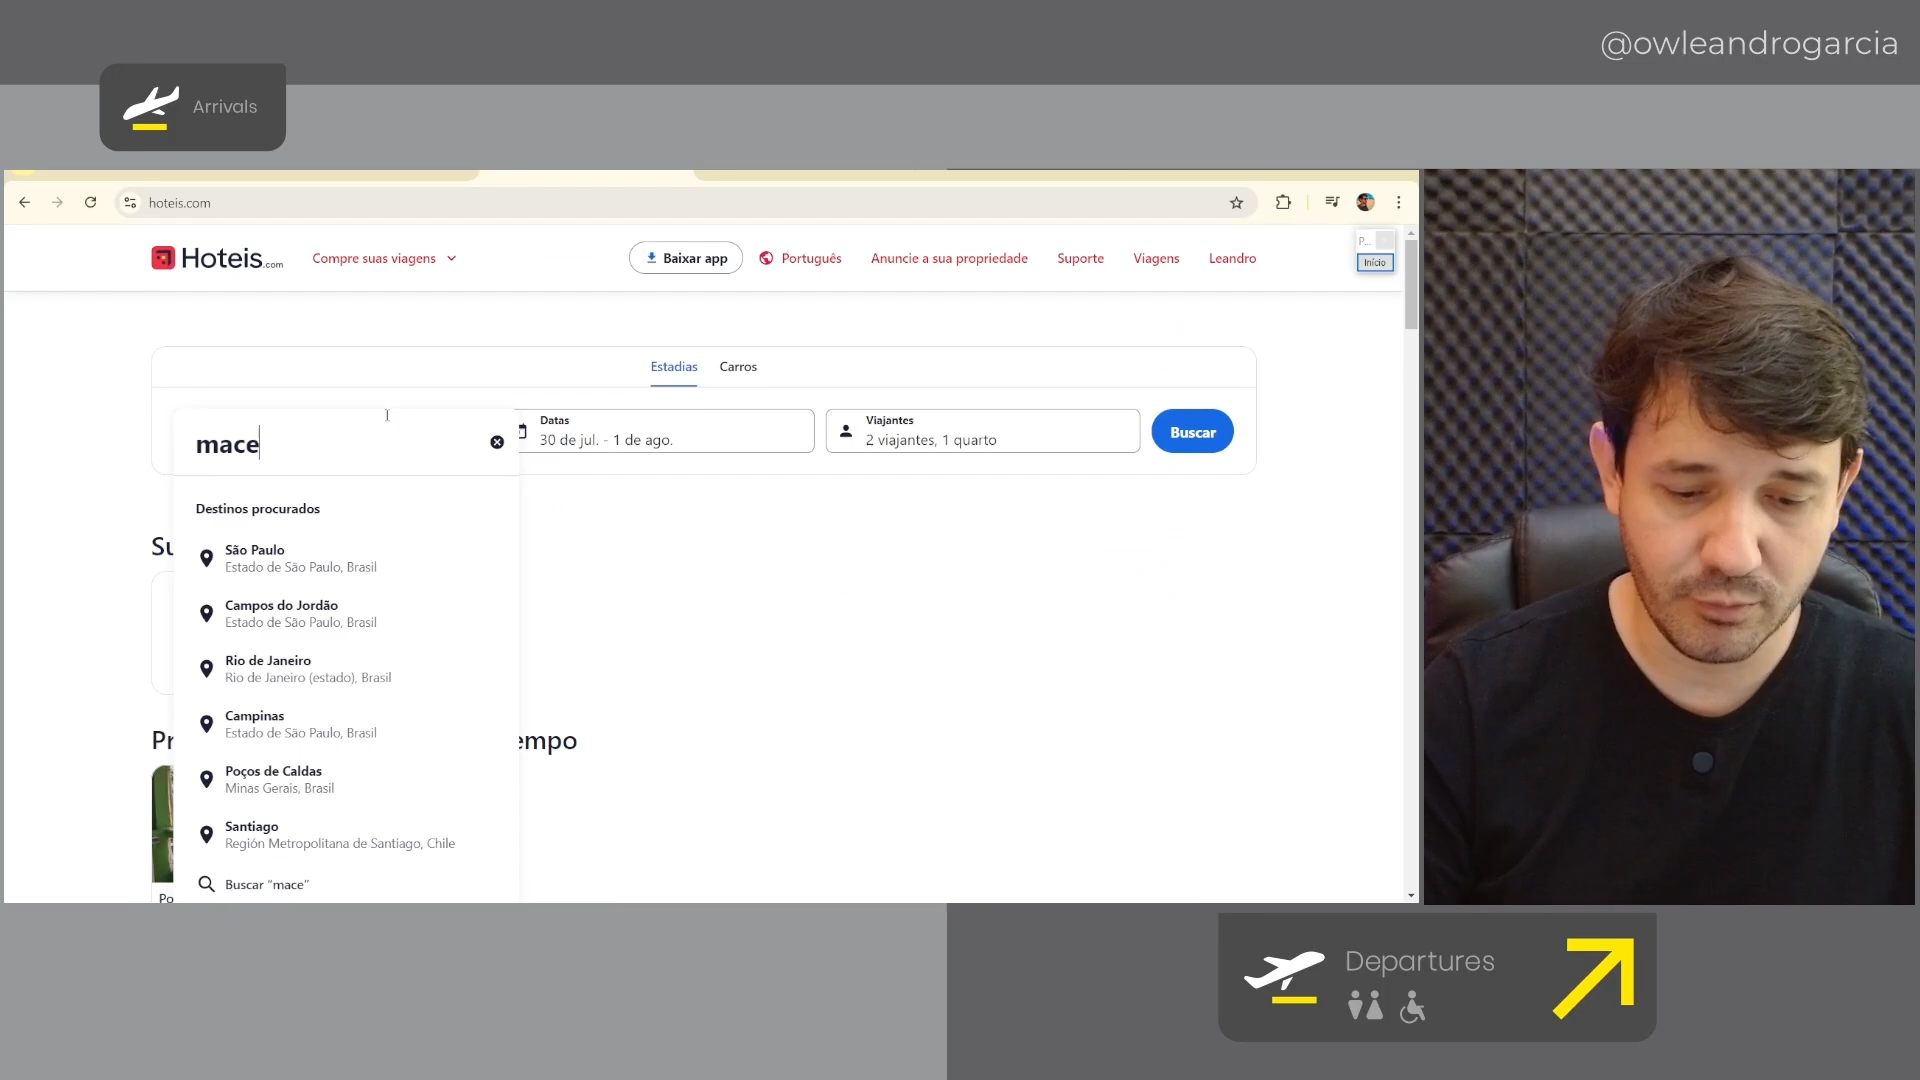 @owleandrogarcia
Arrivals
hoteis.com
Hoteis.com
Compre suas viagens
Baixar app
Português
Anuncie a sua propriedade
Suporte
Viagens
Leandro
P...
Início
Estadias
Carros
mace
Datas
30 de jul. - 1 de ago.
Viajantes
2 viajantes, 1 quarto
Buscar
Destinos procurados
Su
São Paulo
Estado de São Paulo, Brasil
Campos do Jordão
Estado de São Paulo, Brasil
Rio de Janeiro
Rio de Janeiro (estado), Brasil
Campinas
Estado de São Paulo, Brasil
Pr
empo
Poços de Caldas
Minas Gerais, Brasil
Santiago
Región Metropolitana de Santiago, Chile
Buscar "mace"
Po
Departures